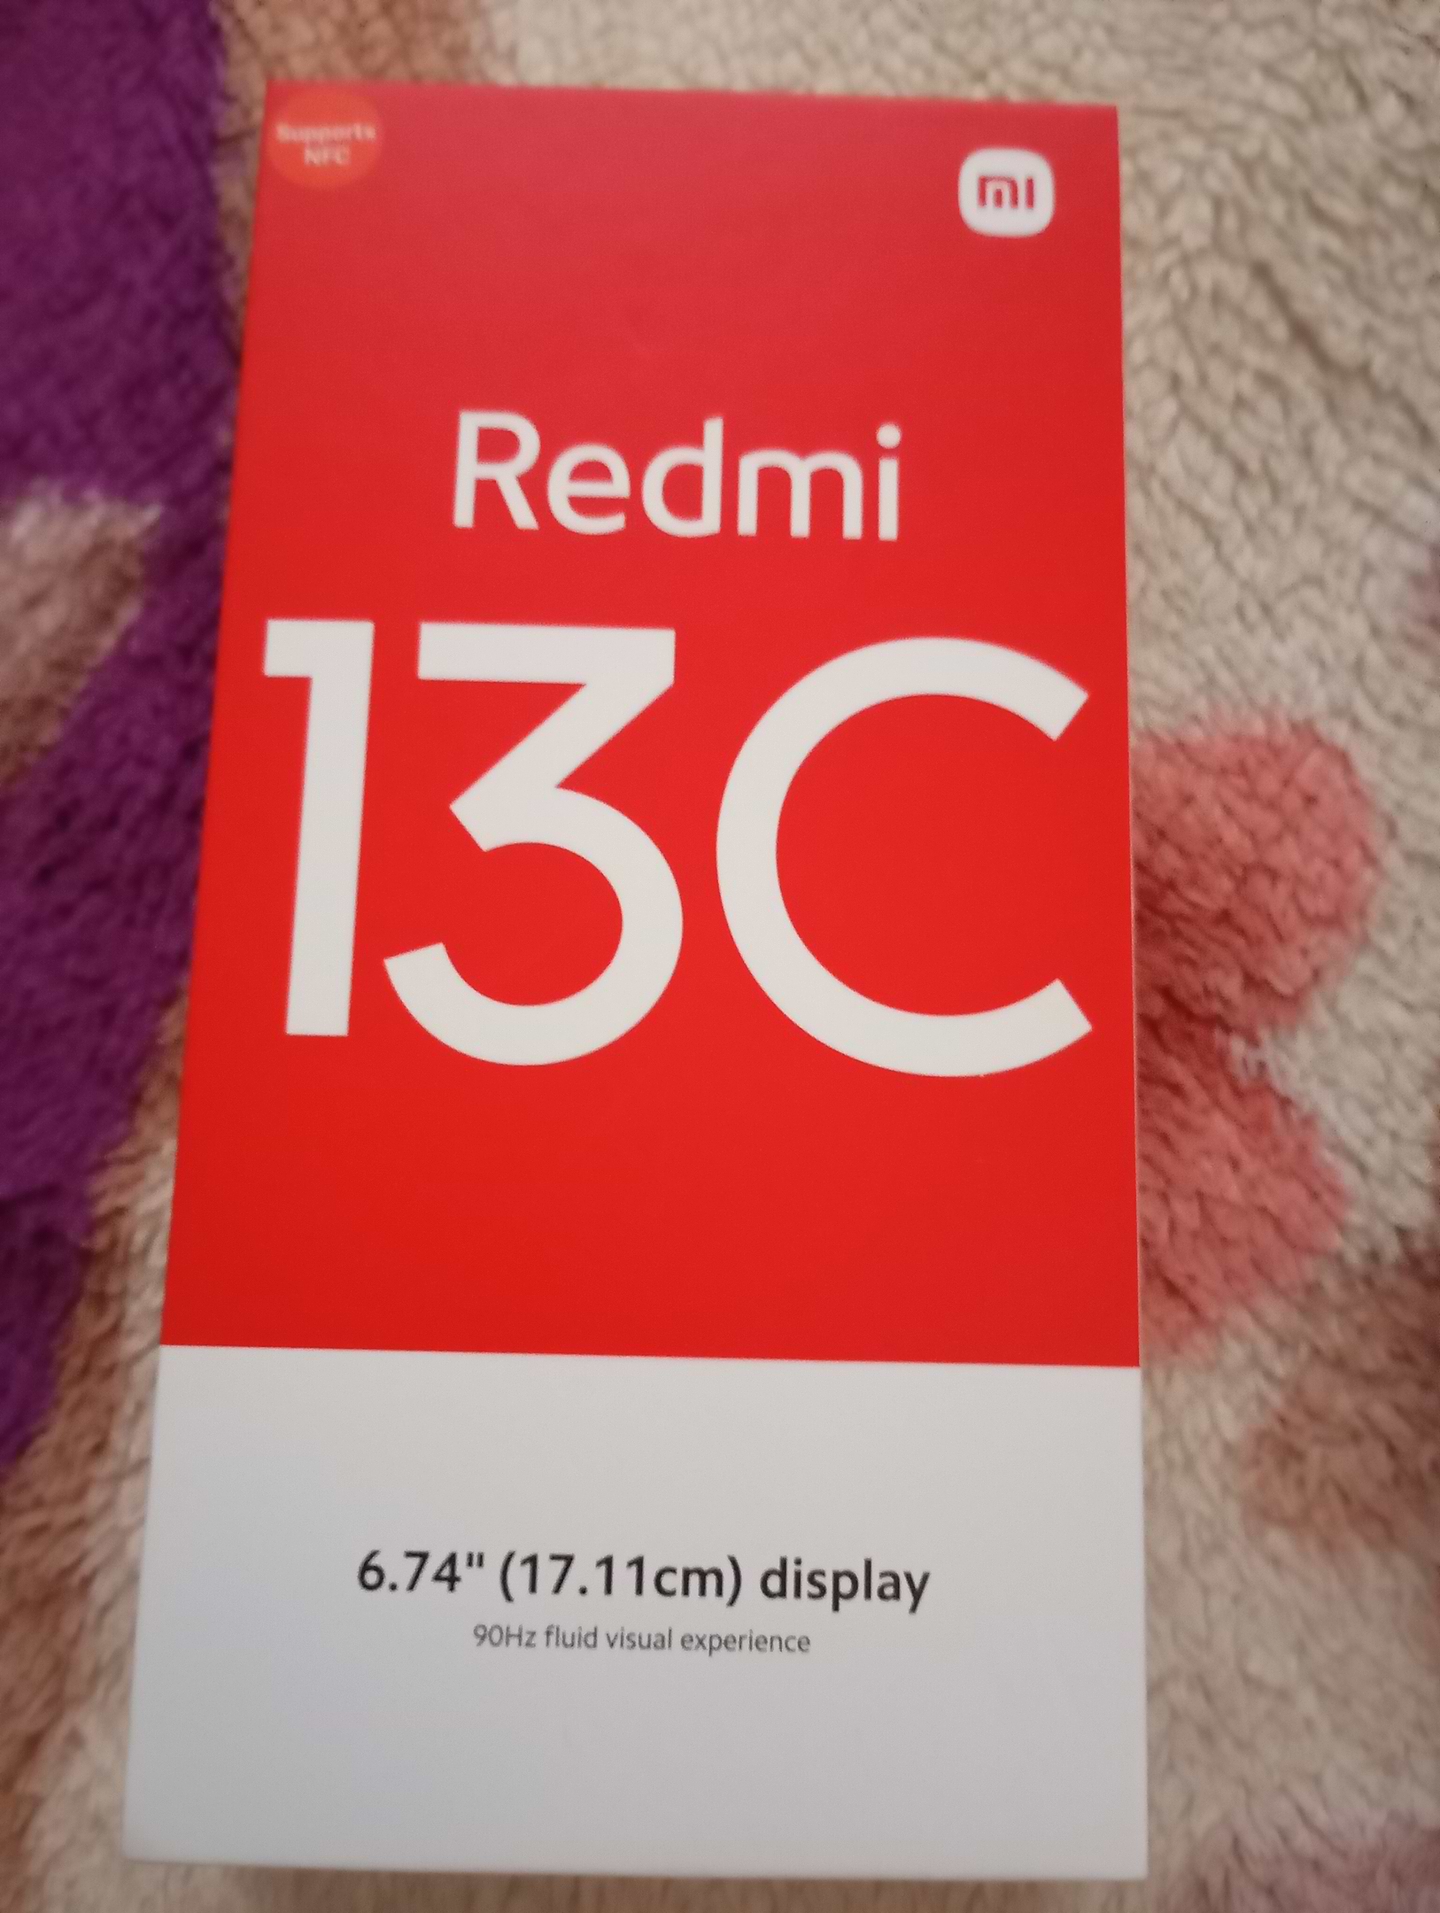 Supports
NFC
mi
Redmi
13C
6.74" (17.11cm) display
90Hz fluid visual experience